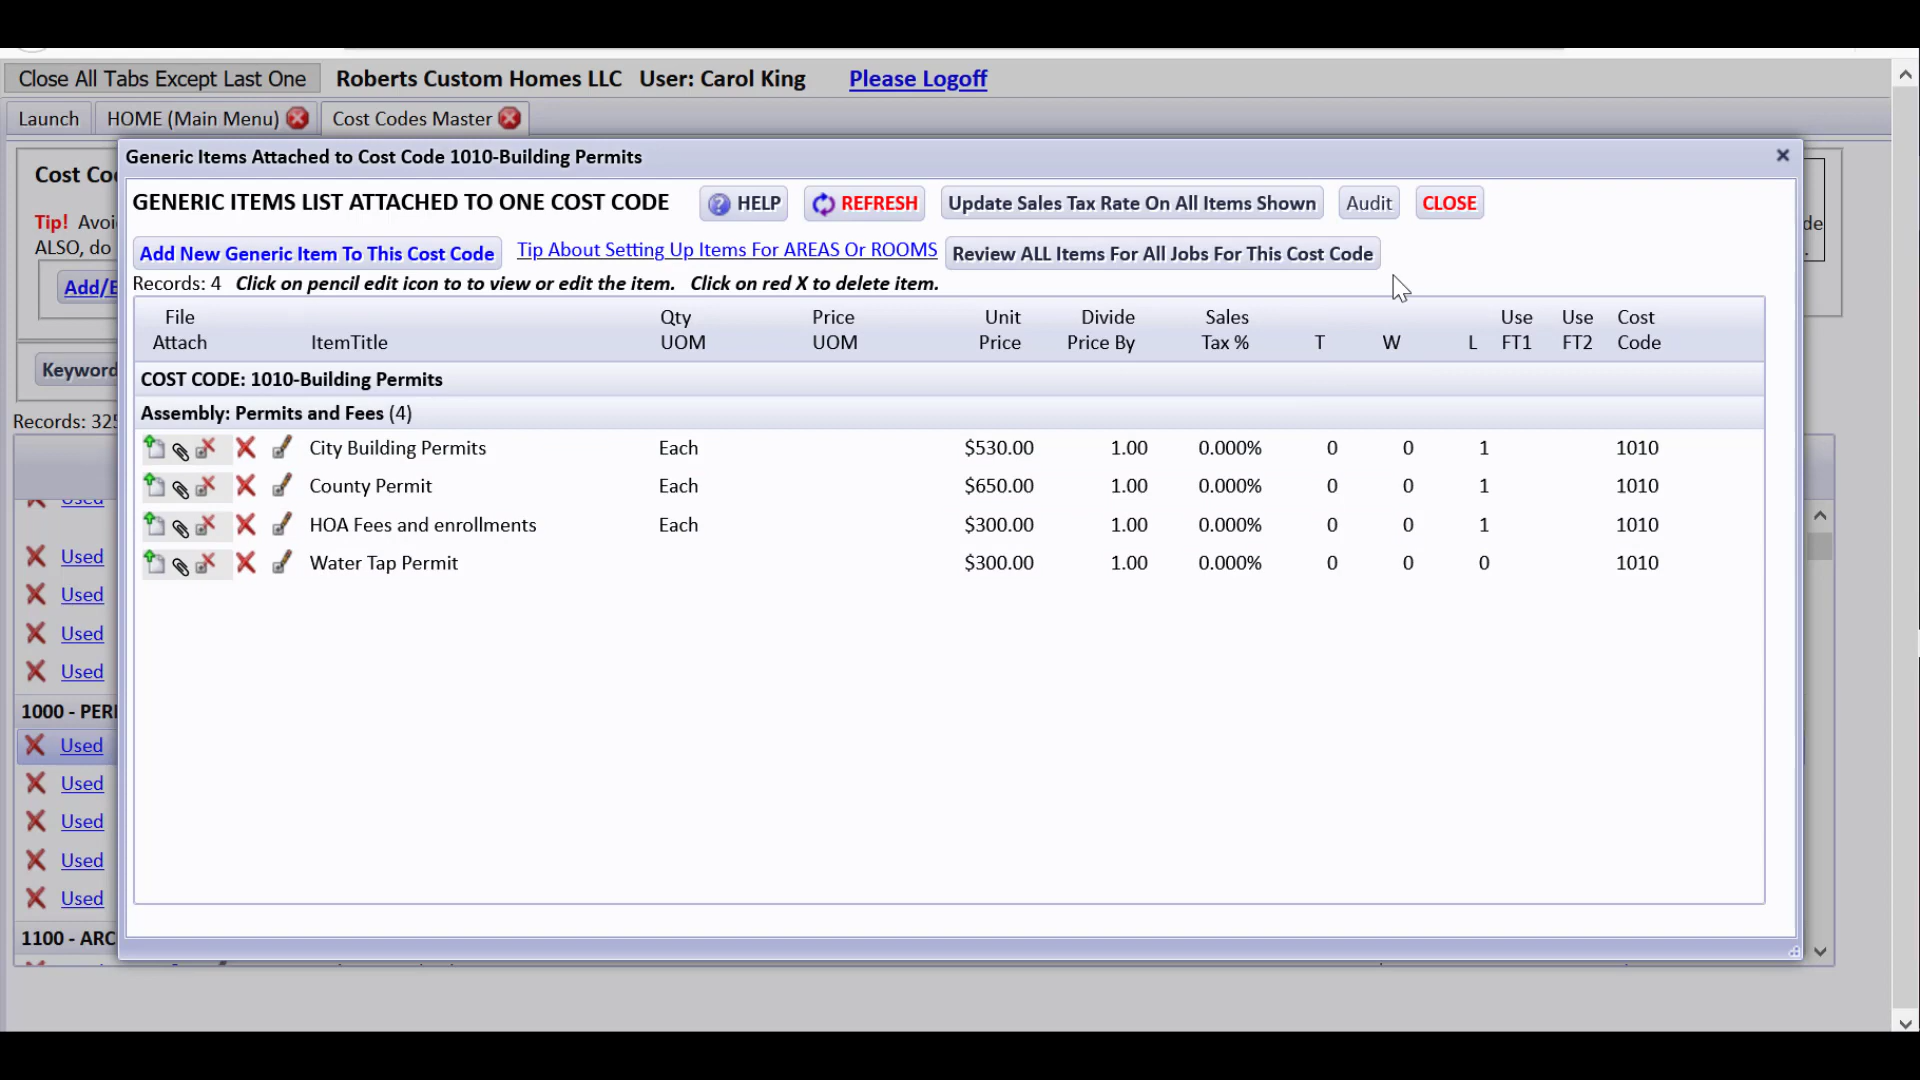 Close All Tabs Except Last One Roberts Custom Homes LLC User: Carol King Please Logoff
Launch HOME (Main Menu) Cost Codes Master
Generic Items Attached to Cost Code 1010-Building Permits
Cost Co
GENERIC ITEMS LIST ATTACHED TO ONE COST CODE HELP REFRESH Update Sales Tax Rate On All Items Shown Audit CLOSE
Tip! Avoi
de
ALSO, do
Add New Generic Item To This Cost Code Tip About Setting Up Items For AREAS Or ROOMS Review ALL Items For All Jobs For This Cost Code
Add/E
Records: 4 Click on pencil edit icon to to view or edit the item. Click on red X to delete item.
File Qty Price Unit Divide Sales Use Use Cost
Attach ItemTitle UOM UOM Price Price By Tax % T W L FT1 FT2 Code
Keyword
COST CODE: 1010-Building Permits
Records: 325
Assembly: Permits and Fees (4)
City Building Permits Each $530.00 1.00 0.000% 0 0 1 1010
County Permit Each $650.00 1.00 0.000% 0 0 1 1010
Used
HOA Fees and enrollments Each $300.00 1.00 0.000% 0 0 1 1010
Used
Water Tap Permit $300.00 1.00 0.000% 0 0 0 1010
Used
Used
Used
1000 - PERI
Used
Used
Used
Used
Used
1100 - ARC